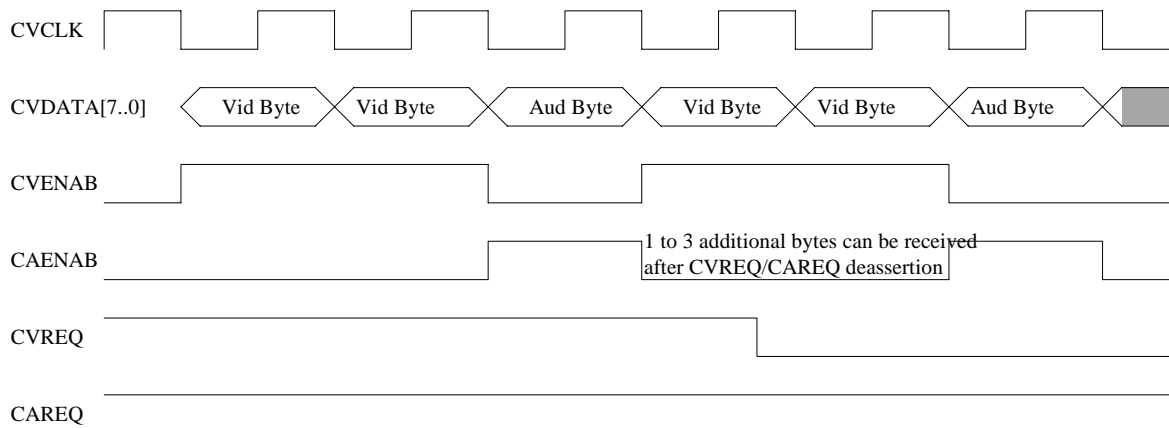 CVCLK
CVDATA[7..0] Vid Byte Vid Byte Aud Byte Vid Byte Vid Byte Aud Byte
CVENAB
CAENAB
1 to 3 additional bytes can be received
after CVREQ/CAREQ deassertion
CVREQ
CAREQ